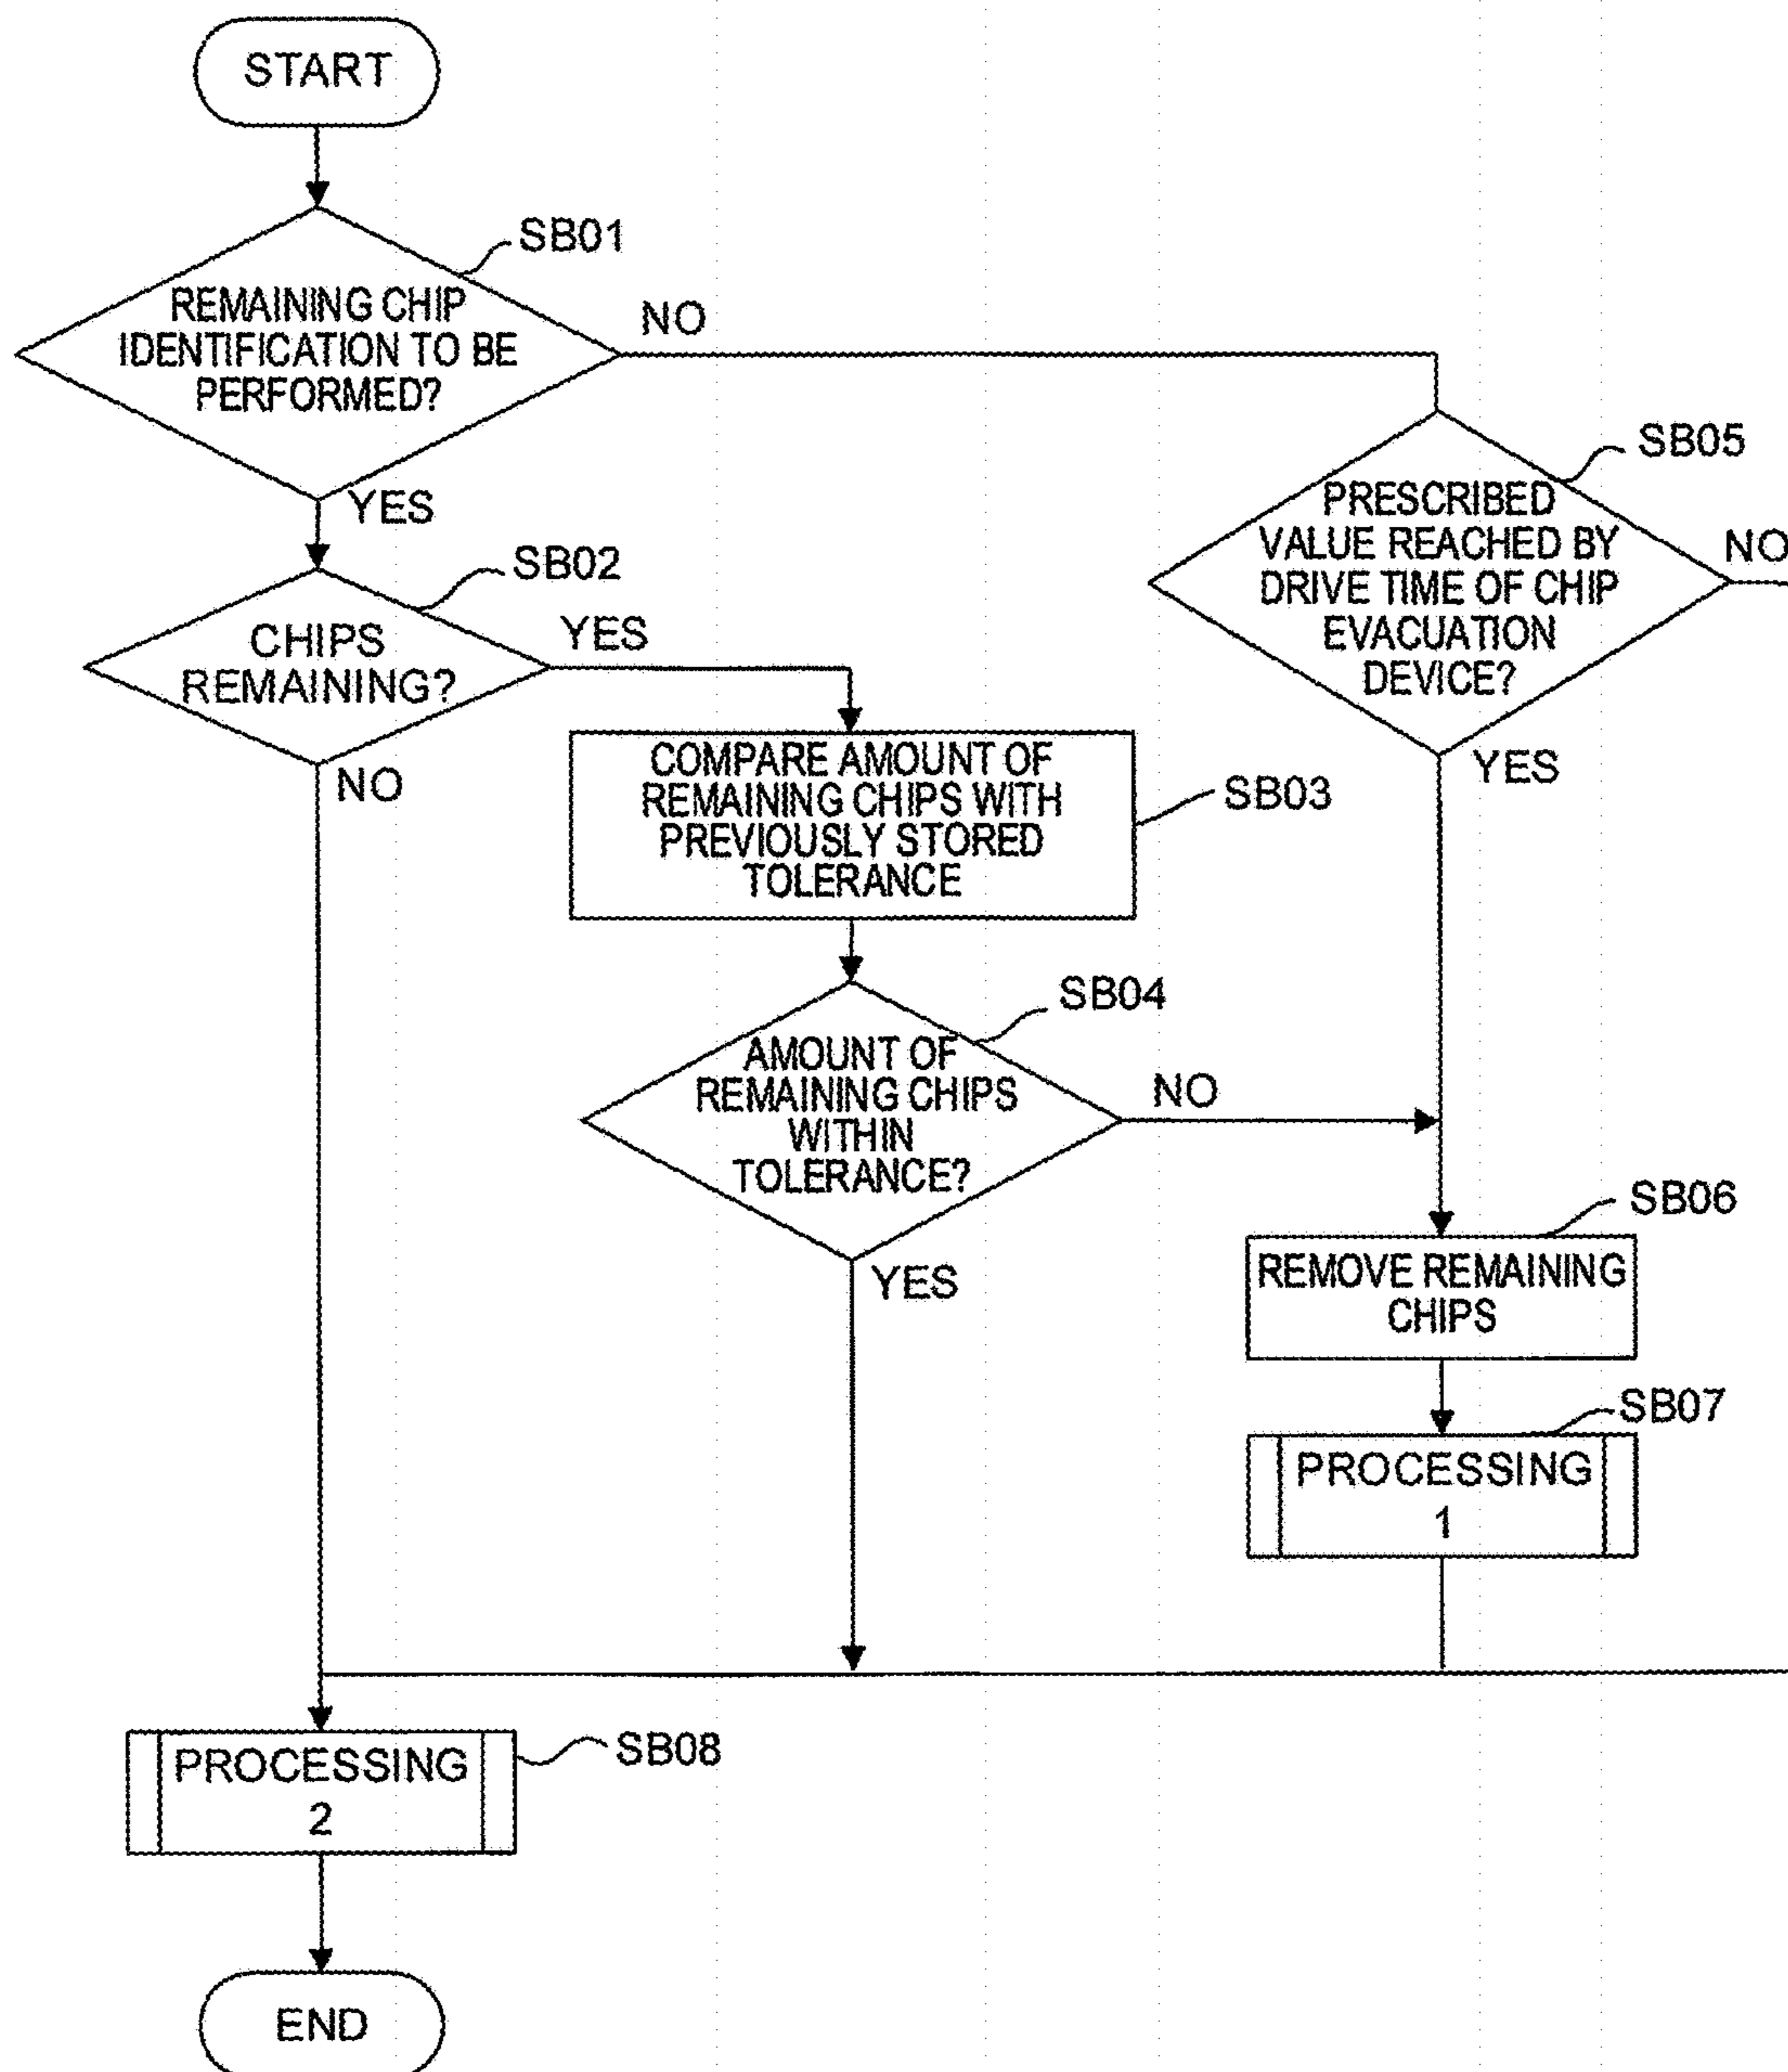 START
SB01
REMAINING CHIP
IDENTIFICATION TO BE
PERFORMED?
NO
YES
SB05
PRESCRIBED
VALUE REACHED BY
DRIVE TIME OF CHIP
EVACUATION
DEVICE?
NO
YES
SB02
CHIPS
REMAINING?
YES
NO
COMPARE AMOUNT OF
REMAINING CHIPS WITH
PREVIOUSLY STORED
TOLERANCE
SB03
SB04
AMOUNT OF
REMAINING CHIPS
WITHIN
TOLERANCE?
NO
YES
SB06
REMOVE REMAINING
CHIPS
SB07
PROCESSING
1
PROCESSING
2
SB08
END